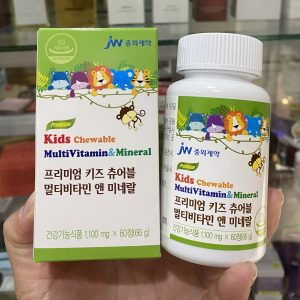 JW 중외제약
Premium
Kids Chewable
MultiVitamin&Mineral
프리미엄 키즈 츄어블
멀티비타민 앤 미네랄
건강기능식품 1,100 mg × 60정(66 g)
JW 중외제약
Premium
Kids Chewable
MultiVitamin&Mineral
프리미엄 키즈 츄어블
멀티비타민 앤 미네랄
건강기능식품 1,100 mg × 60정(66 g)